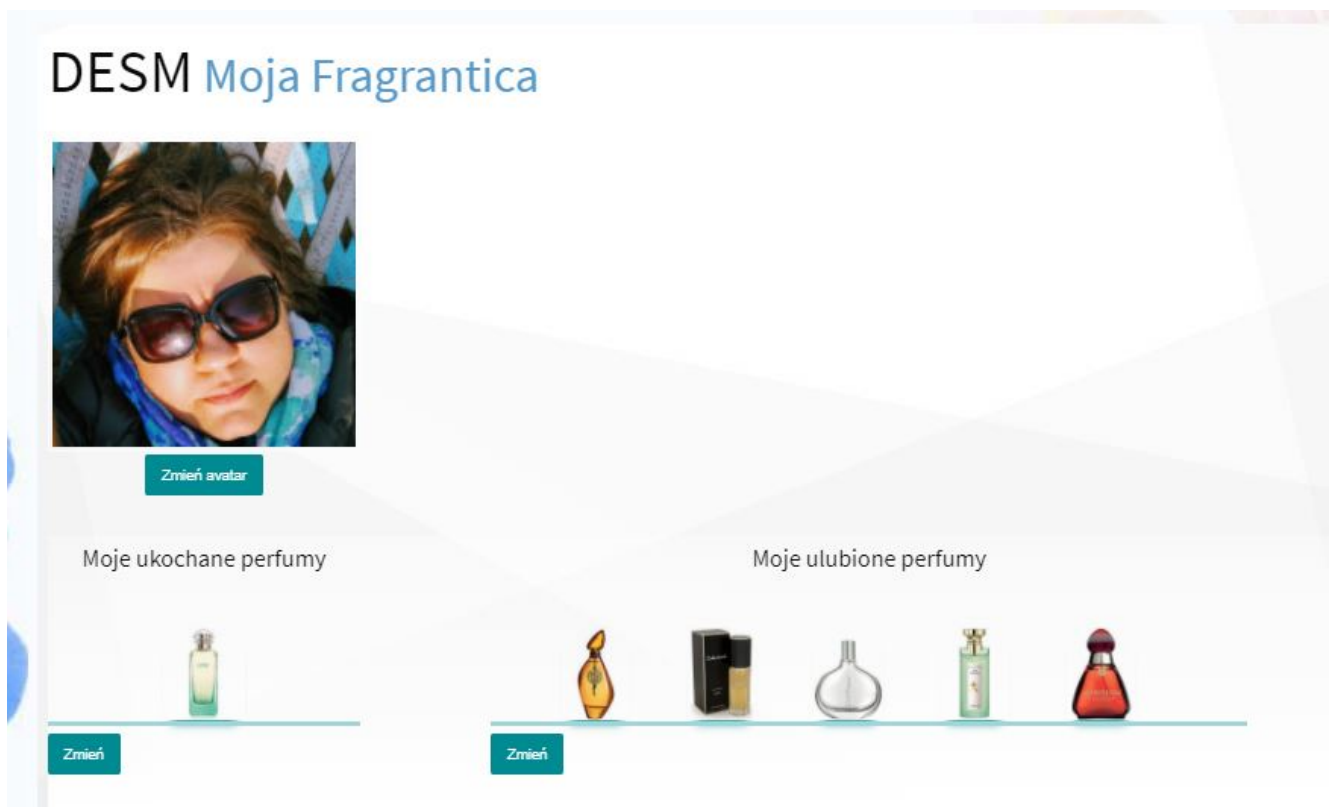 DESM Moja Fragrantica
Zmień avatar
Moje ukochane perfumy
Moje ulubione perfumy
Zmień
Zmień